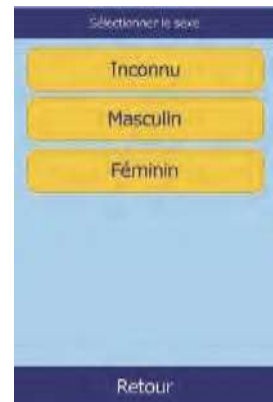 Sélectionner le sexe
Inconnu
Masculin
Féminin
Retour